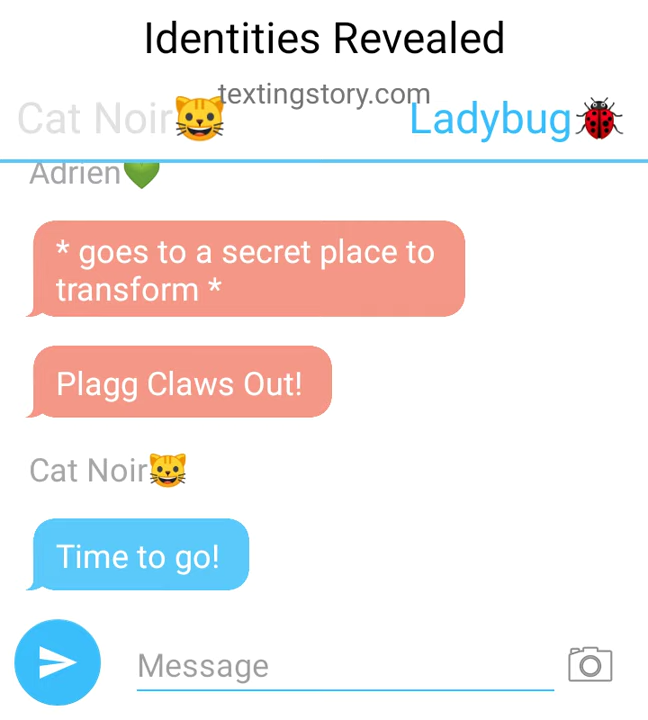 Identities Revealed
textingstory.com
Cat Noir😺 Ladybug🐞
Adrien💚
* goes to a secret place to
transform *
Plagg Claws Out!
Cat Noir😺
Time to go!
Message